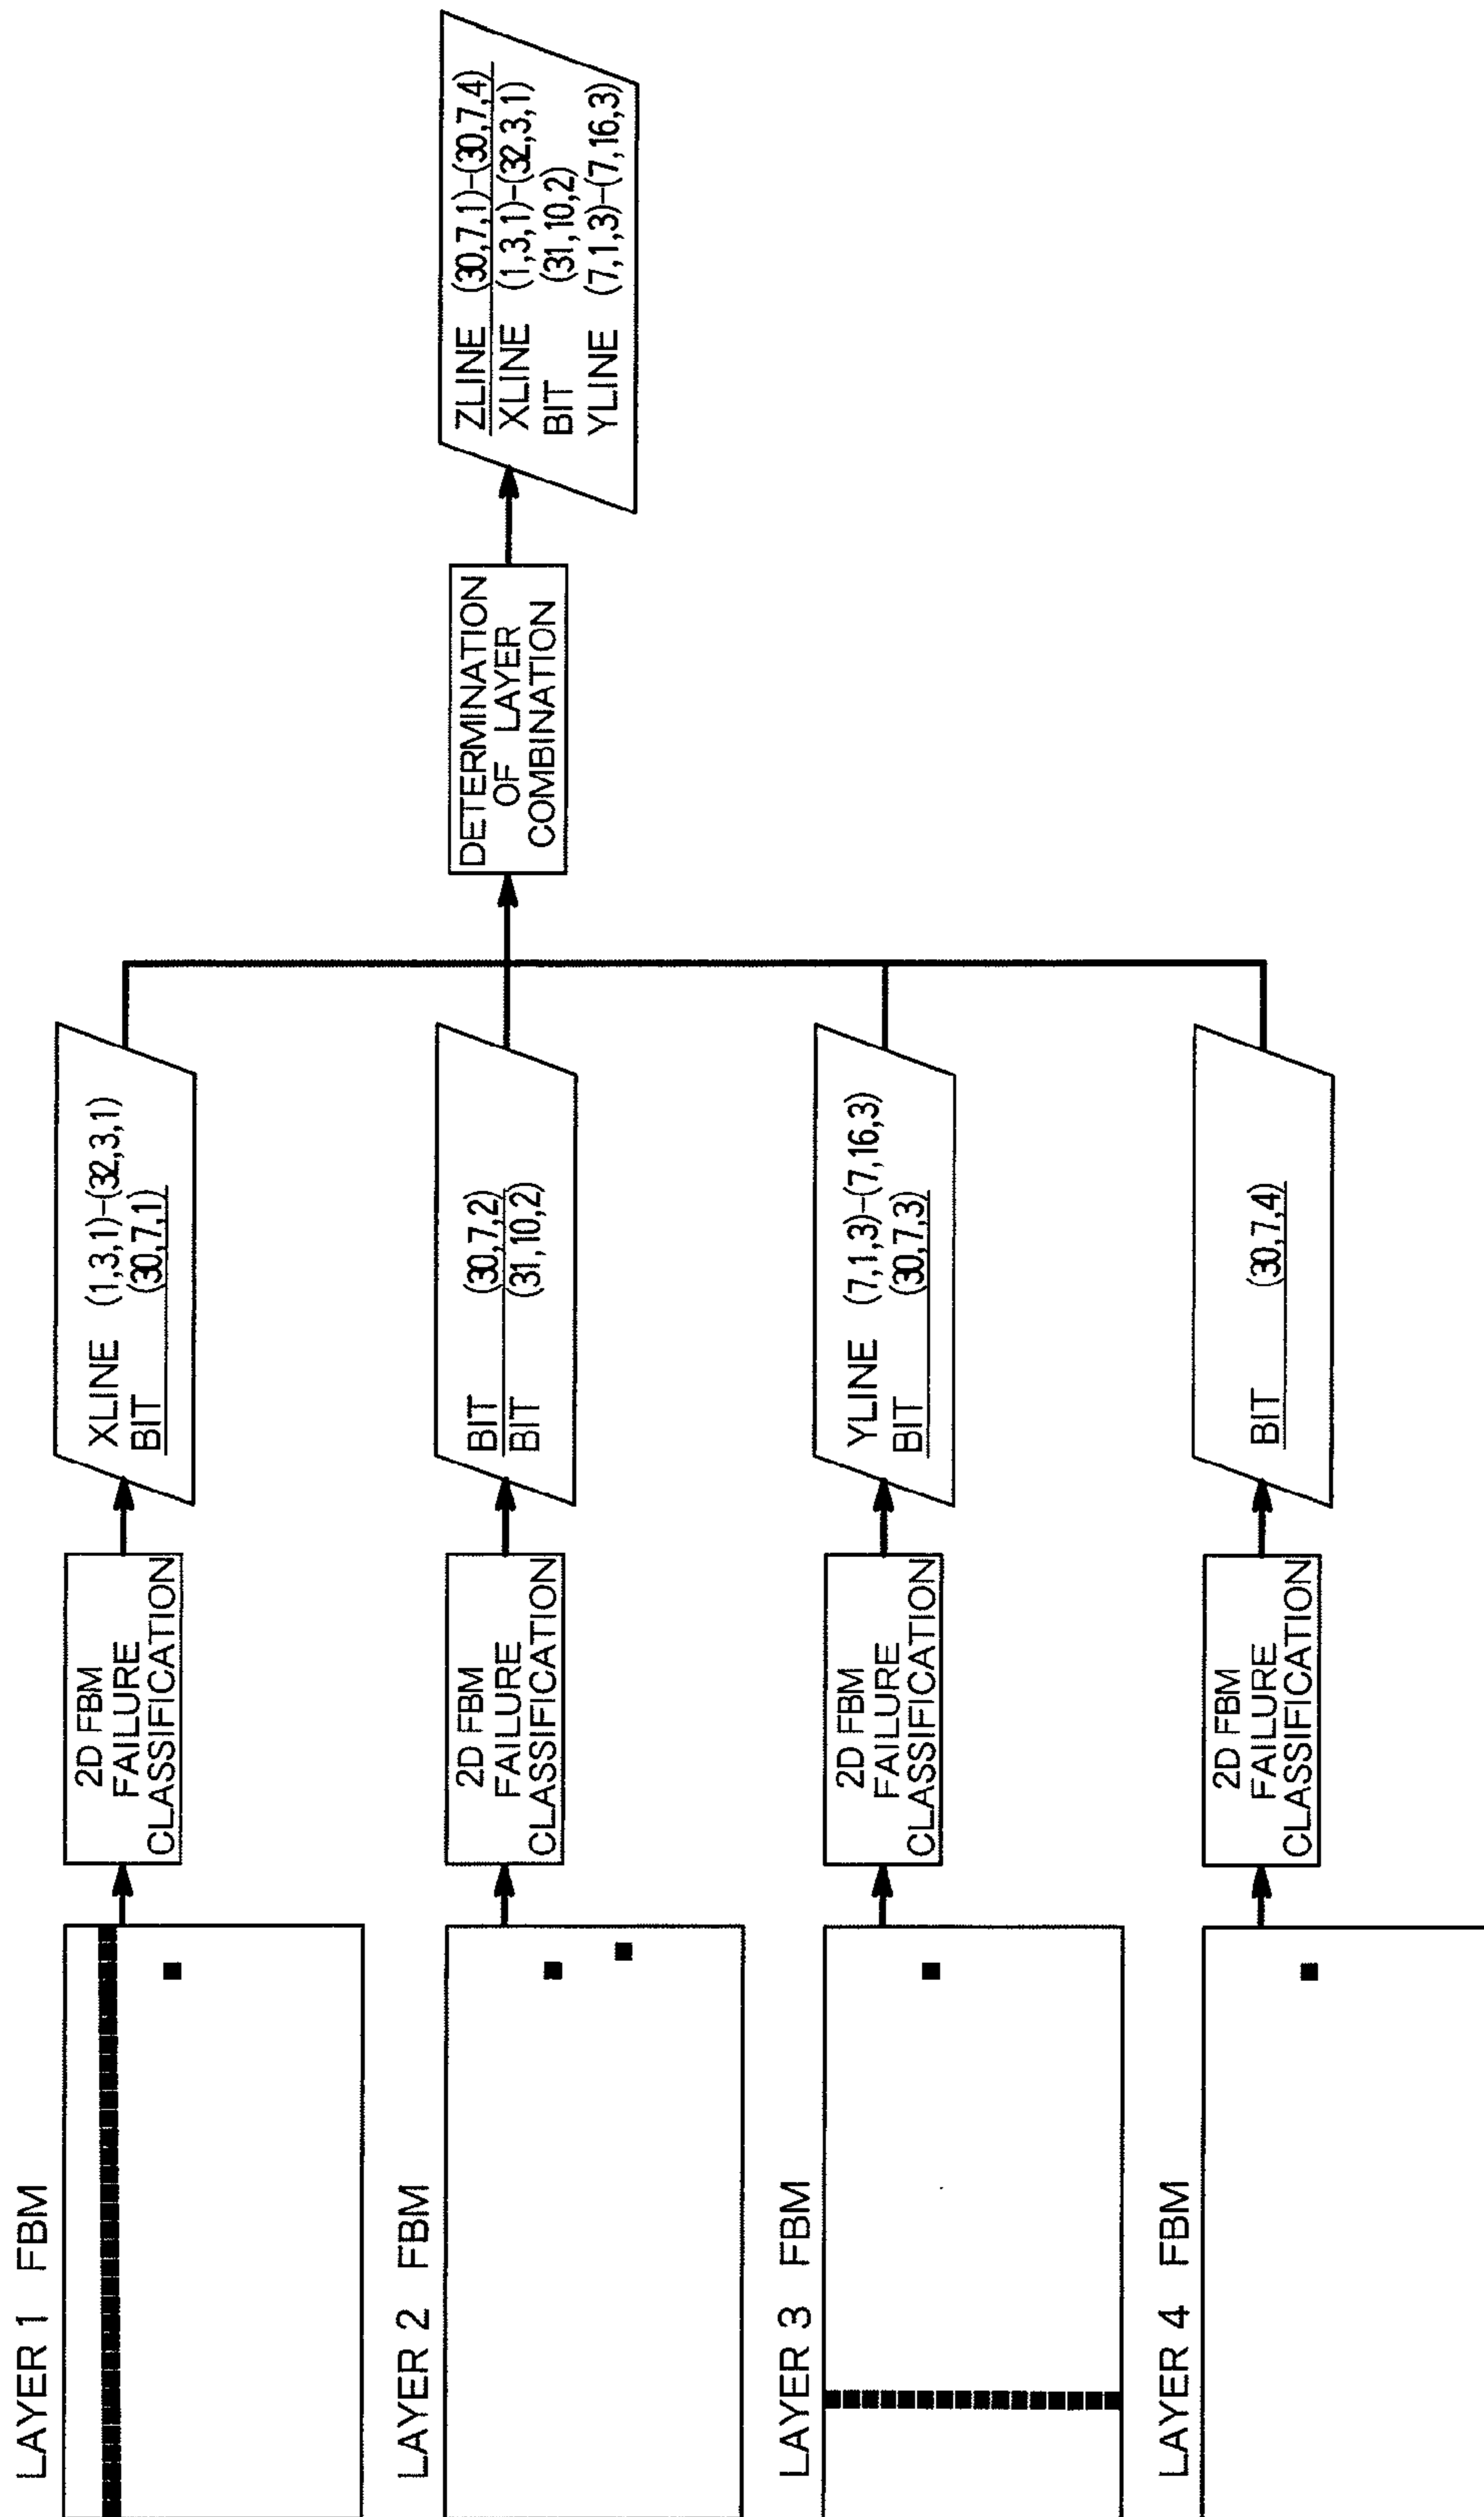 LAYER 1 FBM
2D FBM
FAILURE
CLASSIFICATION
XLINE (1,3,1)-(32,3,1)
BIT (30,7,1)
LAYER 2 FBM
2D FBM
FAILURE
CLASSIFICATION
BIT (30,7,2)
BIT (31,10,2)
LAYER 3 FBM
2D FBM
FAILURE
CLASSIFICATION
YLINE (7,1,3)-(7,16,3)
BIT (30,7,3)
LAYER 4 FBM
2D FBM
FAILURE
CLASSIFICATION
BIT (30,7,4)
DETERMINATION
OF LAYER
COMBINATION
ZLINE (30,7,1)-(30,7,4)
XLINE (1,3,1)-(32,3,1)
BIT (31,10,2)
YLINE (7,1,3)-(7,16,3)